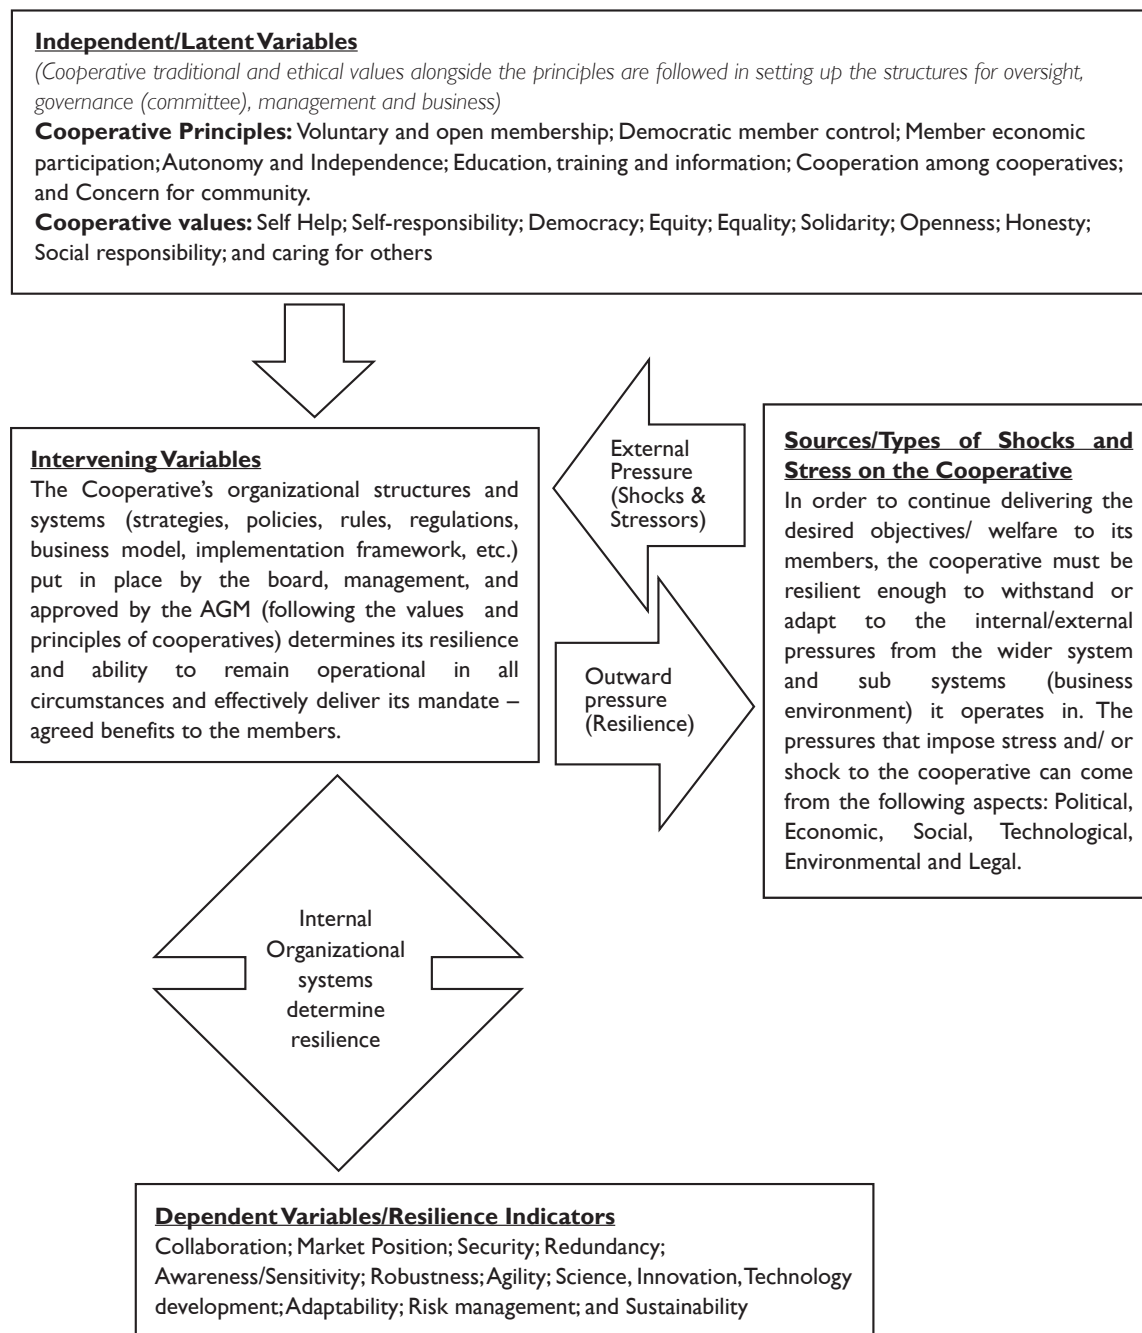 Independent/Latent Variables
(Cooperative traditional and ethical values alongside the principles are followed in setting up the structures for oversight,
governance (committee), management and business)
Cooperative Principles: Voluntary and open membership; Democratic member control; Member economic
participation; Autonomy and Independence; Education, training and information; Cooperation among cooperatives;
and Concern for community.
Cooperative values: Self Help; Self-responsibility; Democracy; Equity; Equality; Solidarity; Openness; Honesty;
Social responsibility; and caring for others
Intervening Variables
The Cooperative's organizational structures and
systems (strategies, policies, rules, regulations,
business model, implementation framework, etc.)
put in place by the board, management, and
approved by the AGM (following the values and
principles of cooperatives) determines its resilience
and ability to remain operational in all
circumstances and effectively deliver its mandate –
agreed benefits to the members.
External
Pressure
(Shocks &
Stressors)
Outward
pressure
(Resilience)
Sources/Types of Shocks and
Stress on the Cooperative
In order to continue delivering the
desired objectives/ welfare to its
members, the cooperative must be
resilient enough to withstand or
adapt to the internal/external
pressures from the wider system
and sub systems (business
environment) it operates in. The
pressures that impose stress and/ or
shock to the cooperative can come
from the following aspects: Political,
Economic, Social, Technological,
Environmental and Legal.
Internal
Organizational
systems
determine
resilience
Dependent Variables/Resilience Indicators
Collaboration; Market Position; Security; Redundancy;
Awareness/Sensitivity; Robustness; Agility; Science, Innovation, Technology
development; Adaptability; Risk management; and Sustainability